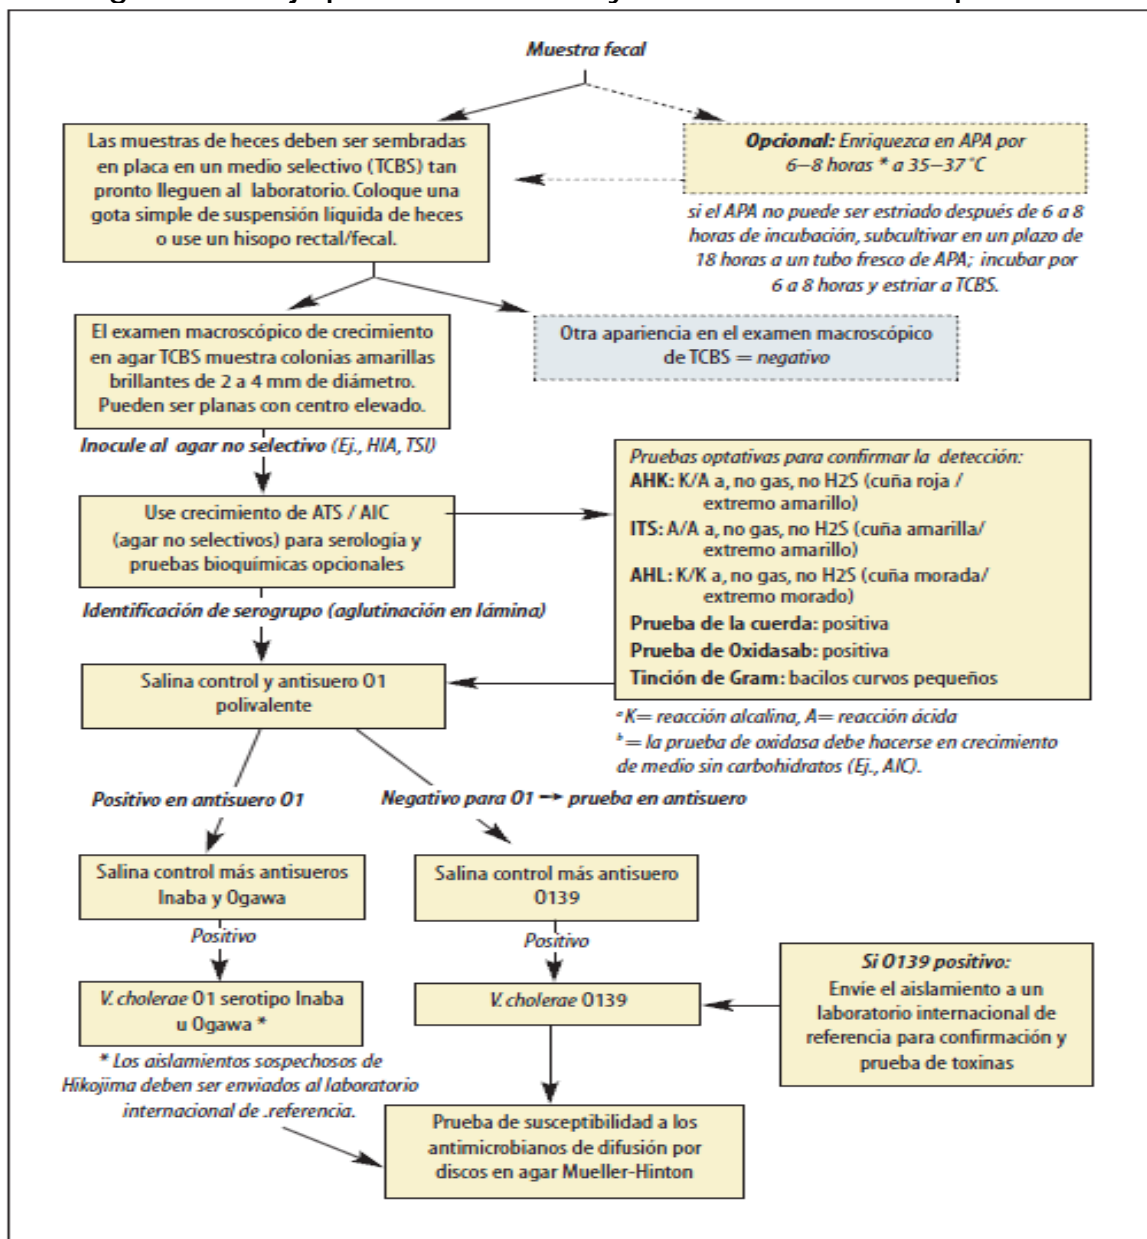 Muestra fecal
Las muestras de heces deben ser sembradas
en placa en un medio selectivo (TCBS) tan
pronto lleguen al laboratorio. Coloque una
gota simple de suspensión líquida de heces
o use un hisopo rectal/fecal.
Opcional: Enriquezca en APA por
6–8 horas * a 35–37 °C
si el APA no puede ser estriado después de 6 a 8
horas de incubación, subcultivar en un plazo de
18 horas a un tubo fresco de APA; incubar por
6 a 8 horas y estriar a TCBS.
El examen macroscópico de crecimiento
en agar TCBS muestra colonias amarillas
brillantes de 2 a 4 mm de diámetro.
Pueden ser planas con centro elevado.
Otra apariencia en el examen macroscópico
de TCBS = negativo
Inocule al agar no selectivo (Ej., HIA, TSI)
Use crecimiento de ATS / AIC
(agar no selectivos) para serología y
pruebas bioquímicas opcionales
Pruebas optativas para confirmar la detección:
AHK: K/A a, no gas, no H2S (cuña roja /
extremo amarillo)
ITS: A/A a, no gas, no H2S (cuña amarilla/
extremo amarillo)
AHL: K/K a, no gas, no H2S (cuña morada/
extremo morado)
Prueba de la cuerda: positiva
Prueba de Oxidasab: positiva
Tinción de Gram: bacilos curvos pequeños
a K= reacción alcalina, A= reacción ácida
b = la prueba de oxidasa debe hacerse en crecimiento
de medio sin carbohidratos (Ej., AIC).
Identificación de serogrupo (aglutinación en lámina)
Salina control y antisuero O1
polivalente
Positivo en antisuero O1
Negativo para O1 → prueba en antisuero
Salina control más antisueros
Inaba y Ogawa
Salina control más antisuero
O139
Positivo
Positivo
V. cholerae O1 serotipo Inaba
u Ogawa *
V. cholerae O139
Si O139 positivo:
Envíe el aislamiento a un
laboratorio internacional de
referencia para confirmación y
prueba de toxinas
* Los aislamientos sospechosos de
Hikojima deben ser enviados al laboratorio
internacional de .referencia.
Prueba de susceptibilidad a los
antimicrobianos de difusión por
discos en agar Mueller-Hinton